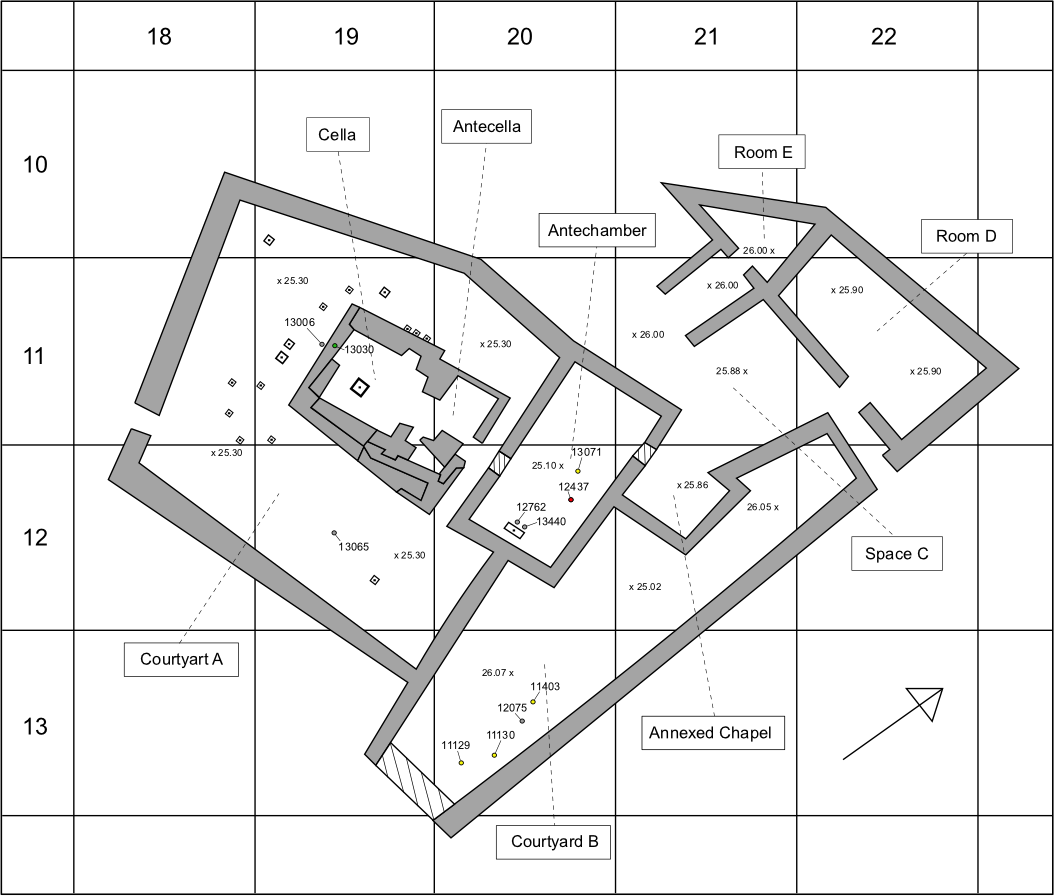 18 19 20 21 22
10
Cella
Antecella
Antechamber
Room E
Room D
26.00 x
x 25.30
x 26.00
x 25.90
13006
13030
x 25.30
x 26.00
11
25.88 x
x 25.90
x 25.30
25.10 x
13071
12437
x 25.86
26.05 x
12762
13440
12
13065
x 25.30
Space C
x 25.02
Courtyart A
26.07 x
11403
12075
13
11129
11130
Annexed Chapel
Courtyard B